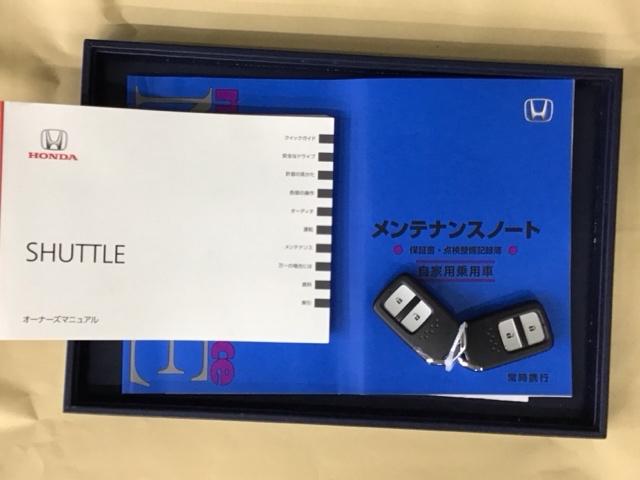 HONDA
SHUTTLE
オーナーズマニュアル
クイックガイド
安全なドライブ
計器の見かた
各部の操作
オーディオ
運転
メンテナンス
万一の場合には
資料
索引
メンテナンスノート
保証書・点検整備記録簿
自家用乗用車
常時携行